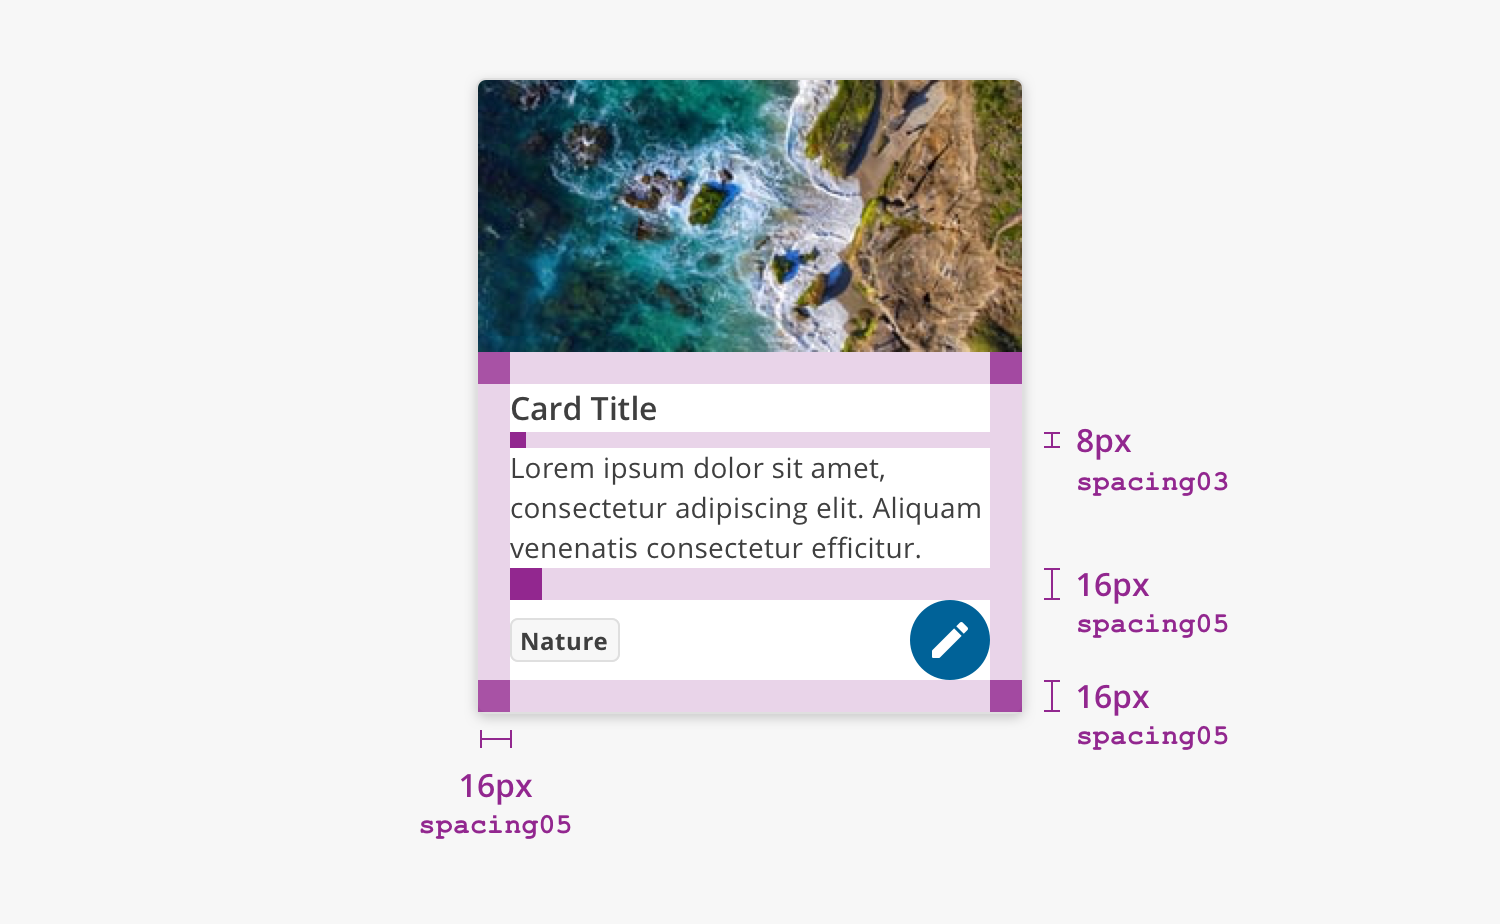 Card Title
8px
spacing03
Lorem ipsum dolor sit amet,
consectetur adipiscing elit. Aliquam
venenatis consectetur efficitur.
16px
spacing05
Nature
16px
spacing05
16px
spacing05